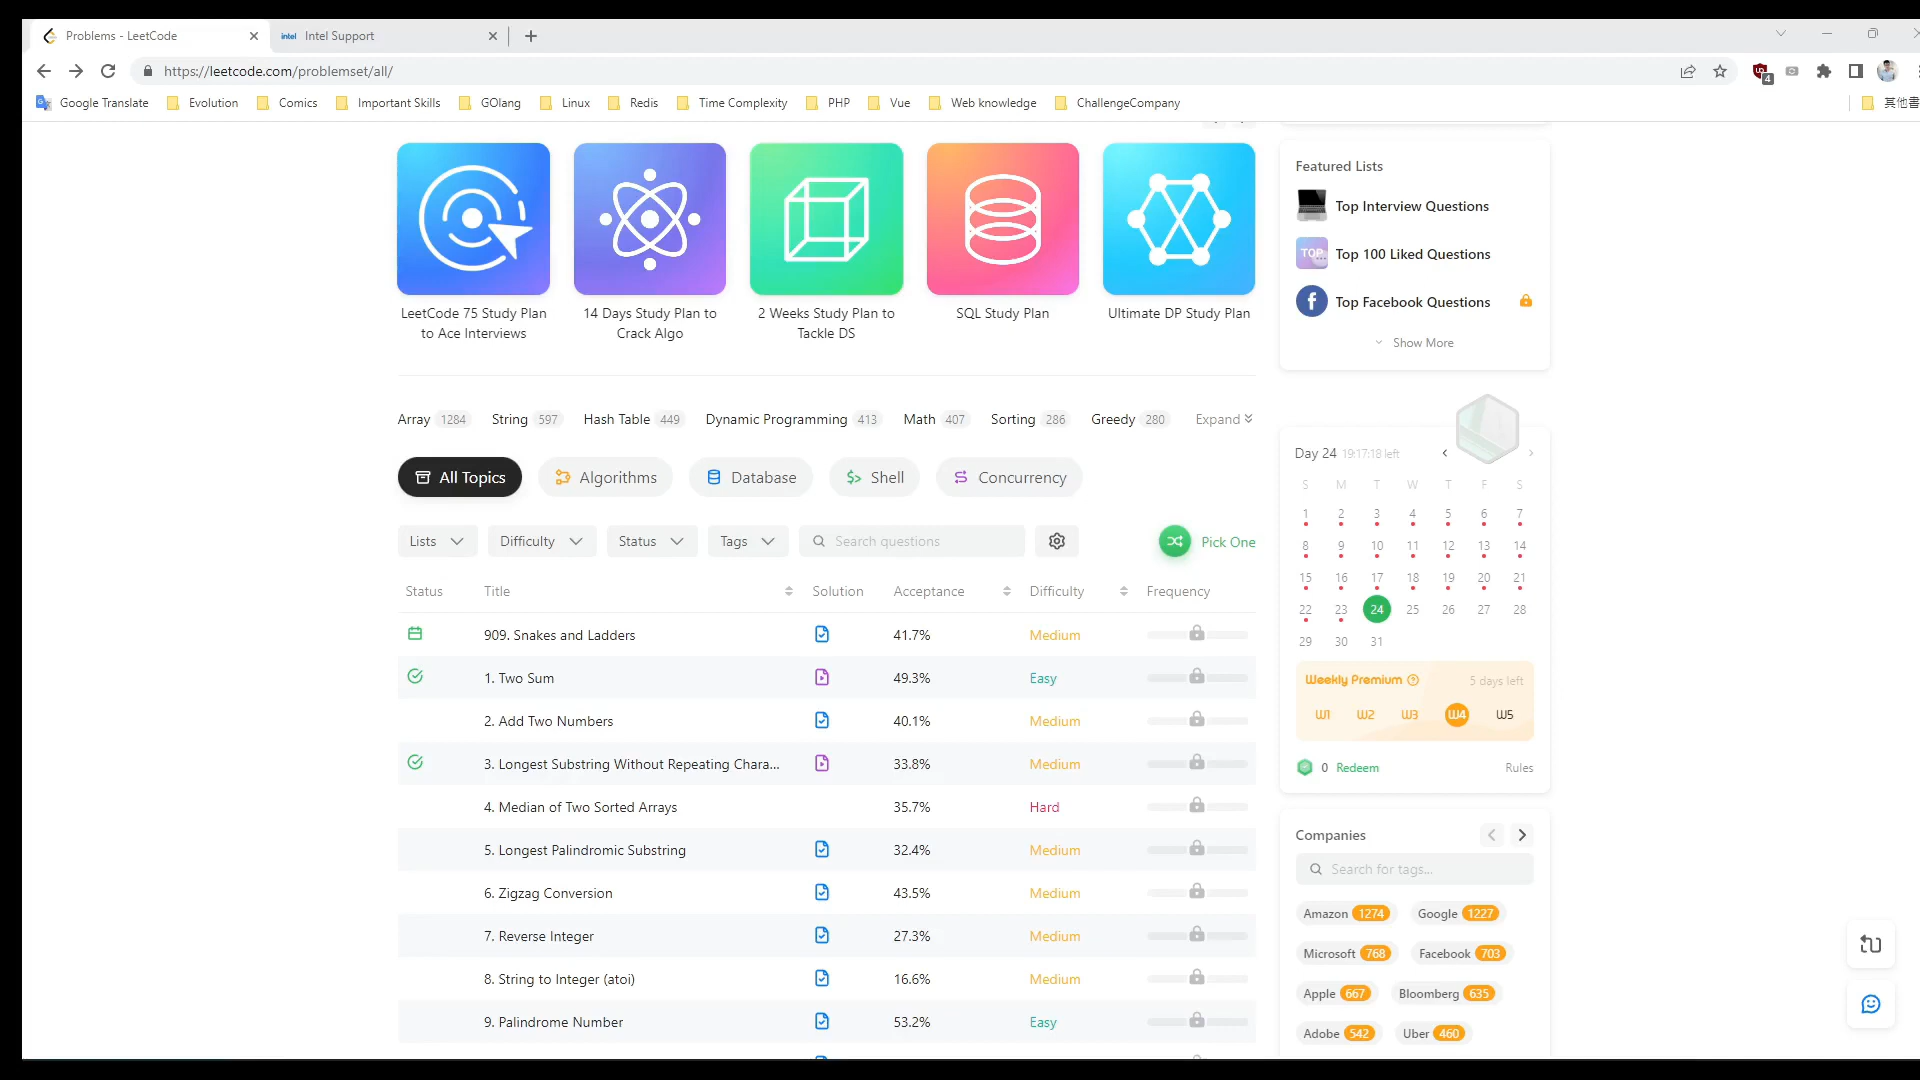 Problems - LeetCode
intel Intel Support
https://leetcode.com/problemset/all/
4
Google Translate Evolution Comics Important Skills GOlang Linux Redis Time Complexity PHP Vue Web knowledge ChallengeCompany 其他書
LeetCode 75 Study Plan
to Ace Interviews
14 Days Study Plan to
Crack Algo
2 Weeks Study Plan to
Tackle DS
SQL Study Plan
Ultimate DP Study Plan
Array 1284 String 597 Hash Table 449 Dynamic Programming 413 Math 407 Sorting 286 Greedy 280 Expand
All Topics Algorithms Database Shell Concurrency
Lists Difficulty Status Tags Search questions Pick One
Status Title Solution Acceptance Difficulty Frequency
909. Snakes and Ladders 41.7% Medium
1. Two Sum 49.3% Easy
2. Add Two Numbers 40.1% Medium
3. Longest Substring Without Repeating Chara... 33.8% Medium
4. Median of Two Sorted Arrays 35.7% Hard
5. Longest Palindromic Substring 32.4% Medium
6. Zigzag Conversion 43.5% Medium
7. Reverse Integer 27.3% Medium
8. String to Integer (atoi) 16.6% Medium
9. Palindrome Number 53.2% Easy
Featured Lists
Top Interview Questions
TOP Top 100 Liked Questions
Top Facebook Questions
Show More
Day 24 19:17:18 left
S M T W T F S
1 2 3 4 5 6 7
8 9 10 11 12 13 14
15 16 17 18 19 20 21
22 23 24 25 26 27 28
29 30 31
Weekly Premium 5 days left
W1 W2 W3 W4 W5
0 Redeem Rules
Companies
Search for tags...
Amazon 1274 Google 1227
Microsoft 768 Facebook 703
Apple 667 Bloomberg 635
Adobe 542 Uber 460